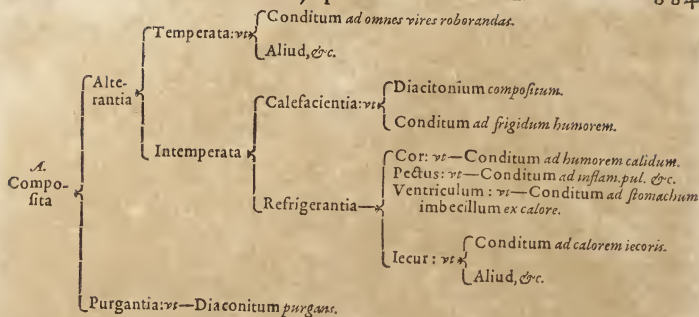 Conditum ad omnes vires roborandas.
Temperata: vt
Aliud, &c.
Alte-
rantia
Diacitonium compositum.
Calefacientia: vt
Conditum ad frigidum humorem.
Intemperata
A.
Compo-
sita
Cor: vt—Conditum ad humorem calidum.
Pectus: vt—Conditum ad inflam. pul. &c.
Ventriculum: vt—Conditum ad stomachum
imbecillum ex calore.
Refrigerantia
Conditum ad calorem iecoris.
Iecur: vt
Aliud, &c.
Purgantia: vt—Diaconitum purgans.